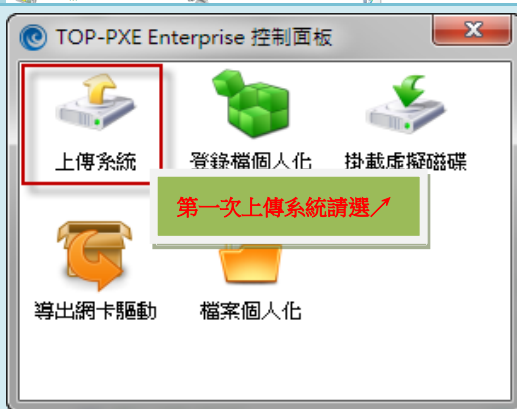 TOP-PXE Enterprise 控制面板
上傳系統
登錄檔個人化
掛載虛擬磁碟
第一次上傳系統請選↗
導出網卡驅動
檔案個人化